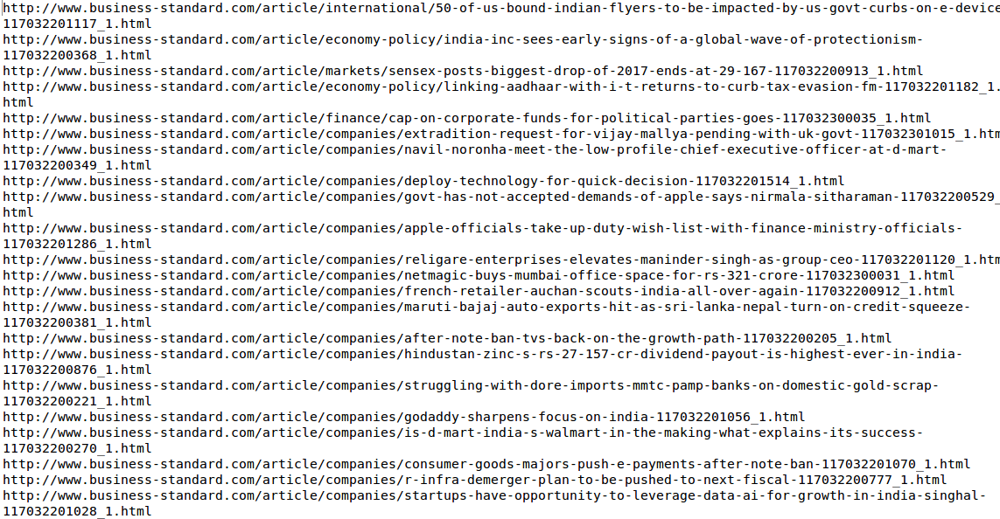 http://www.business-standard.com/article/international/50-of-us-bound-indian-flyers-to-be-impacted-by-us-govt-curbs-on-e-device
117032201117_1.html
http://www.business-standard.com/article/economy-policy/india-inc-sees-early-signs-of-a-global-wave-of-protectionism-
117032200368_1.html
http://www.business-standard.com/article/markets/sensex-posts-biggest-drop-of-2017-ends-at-29-167-117032200913_1.html
http://www.business-standard.com/article/economy-policy/linking-aadhaar-with-i-t-returns-to-curb-tax-evasion-fm-117032201182_1.
html
http://www.business-standard.com/article/finance/cap-on-corporate-funds-for-political-parties-goes-117032300035_1.html
http://www.business-standard.com/article/companies/extradition-request-for-vijay-mallya-pending-with-uk-govt-117032301015_1.htm
http://www.business-standard.com/article/companies/navil-noronha-meet-the-low-profile-chief-executive-officer-at-d-mart-
117032200349_1.html
http://www.business-standard.com/article/companies/deploy-technology-for-quick-decision-117032201514_1.html
http://www.business-standard.com/article/companies/govt-has-not-accepted-demands-of-apple-says-nirmala-sitharaman-117032200529_
html
http://www.business-standard.com/article/companies/apple-officials-take-up-duty-wish-list-with-finance-ministry-officials-
117032201286_1.html
http://www.business-standard.com/article/companies/religare-enterprises-elevates-maninder-singh-as-group-ceo-117032201120_1.htm
http://www.business-standard.com/article/companies/netmagic-buys-mumbai-office-space-for-rs-321-crore-117032300031_1.html
http://www.business-standard.com/article/companies/french-retailer-auchan-scouts-india-all-over-again-117032200912_1.html
http://www.business-standard.com/article/companies/maruti-bajaj-auto-exports-hit-as-sri-lanka-nepal-turn-on-credit-squeeze-
117032200381_1.html
http://www.business-standard.com/article/companies/after-note-ban-tvs-back-on-the-growth-path-117032200205_1.html
http://www.business-standard.com/article/companies/hindustan-zinc-s-rs-27-157-cr-dividend-payout-is-highest-ever-in-india-
117032200876_1.html
http://www.business-standard.com/article/companies/struggling-with-dore-imports-mmtc-pamp-banks-on-domestic-gold-scrap-
117032200221_1.html
http://www.business-standard.com/article/companies/godaddy-sharpens-focus-on-india-117032201056_1.html
http://www.business-standard.com/article/companies/is-d-mart-india-s-walmart-in-the-making-what-explains-its-success-
117032200270_1.html
http://www.business-standard.com/article/companies/consumer-goods-majors-push-e-payments-after-note-ban-117032201070_1.html
http://www.business-standard.com/article/companies/r-infra-demerger-plan-to-be-pushed-to-next-fiscal-117032200777_1.html
http://www.business-standard.com/article/companies/startups-have-opportunity-to-leverage-data-ai-for-growth-in-india-singhal-
117032201028_1.html